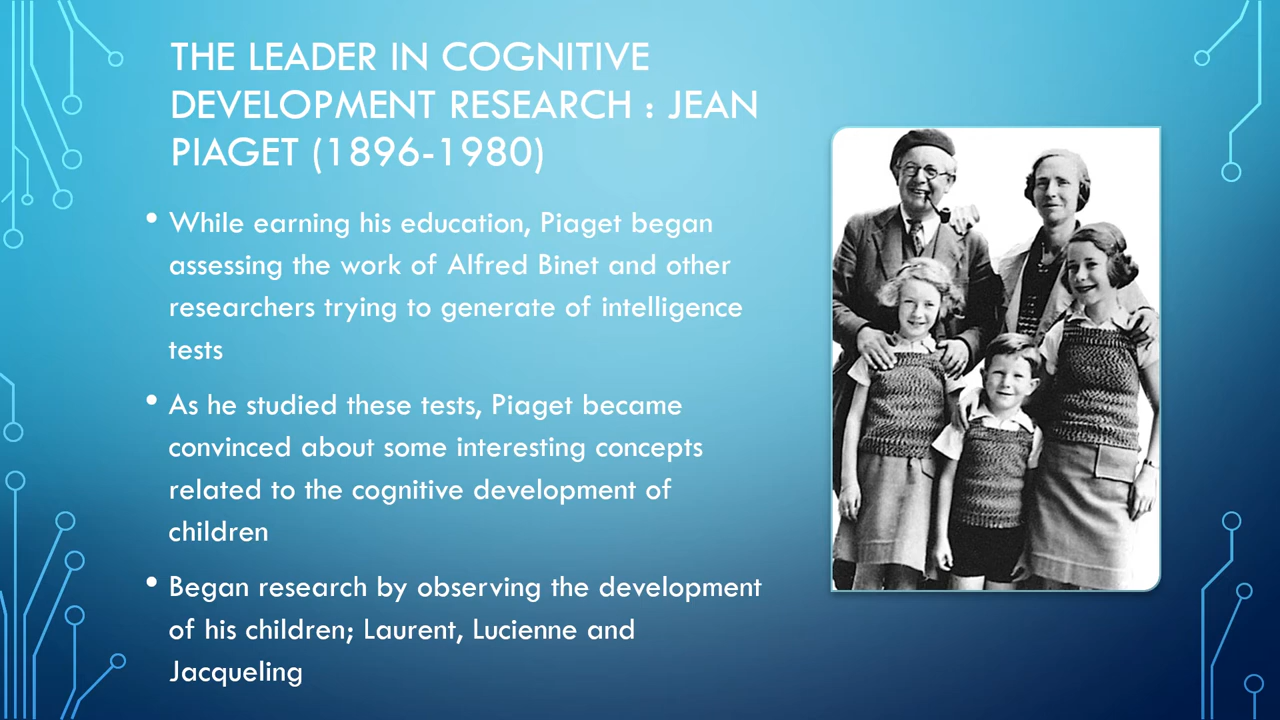 THE LEADER IN COGNITIVE
DEVELOPMENT RESEARCH : JEAN
PIAGET (1896-1980)
• While earning his education, Piaget began
assessing the work of Alfred Binet and other
researchers trying to generate of intelligence
tests
• As he studied these tests, Piaget became
convinced about some interesting concepts
related to the cognitive development of
children
• Began research by observing the development
of his children; Laurent, Lucienne and
Jacqueling